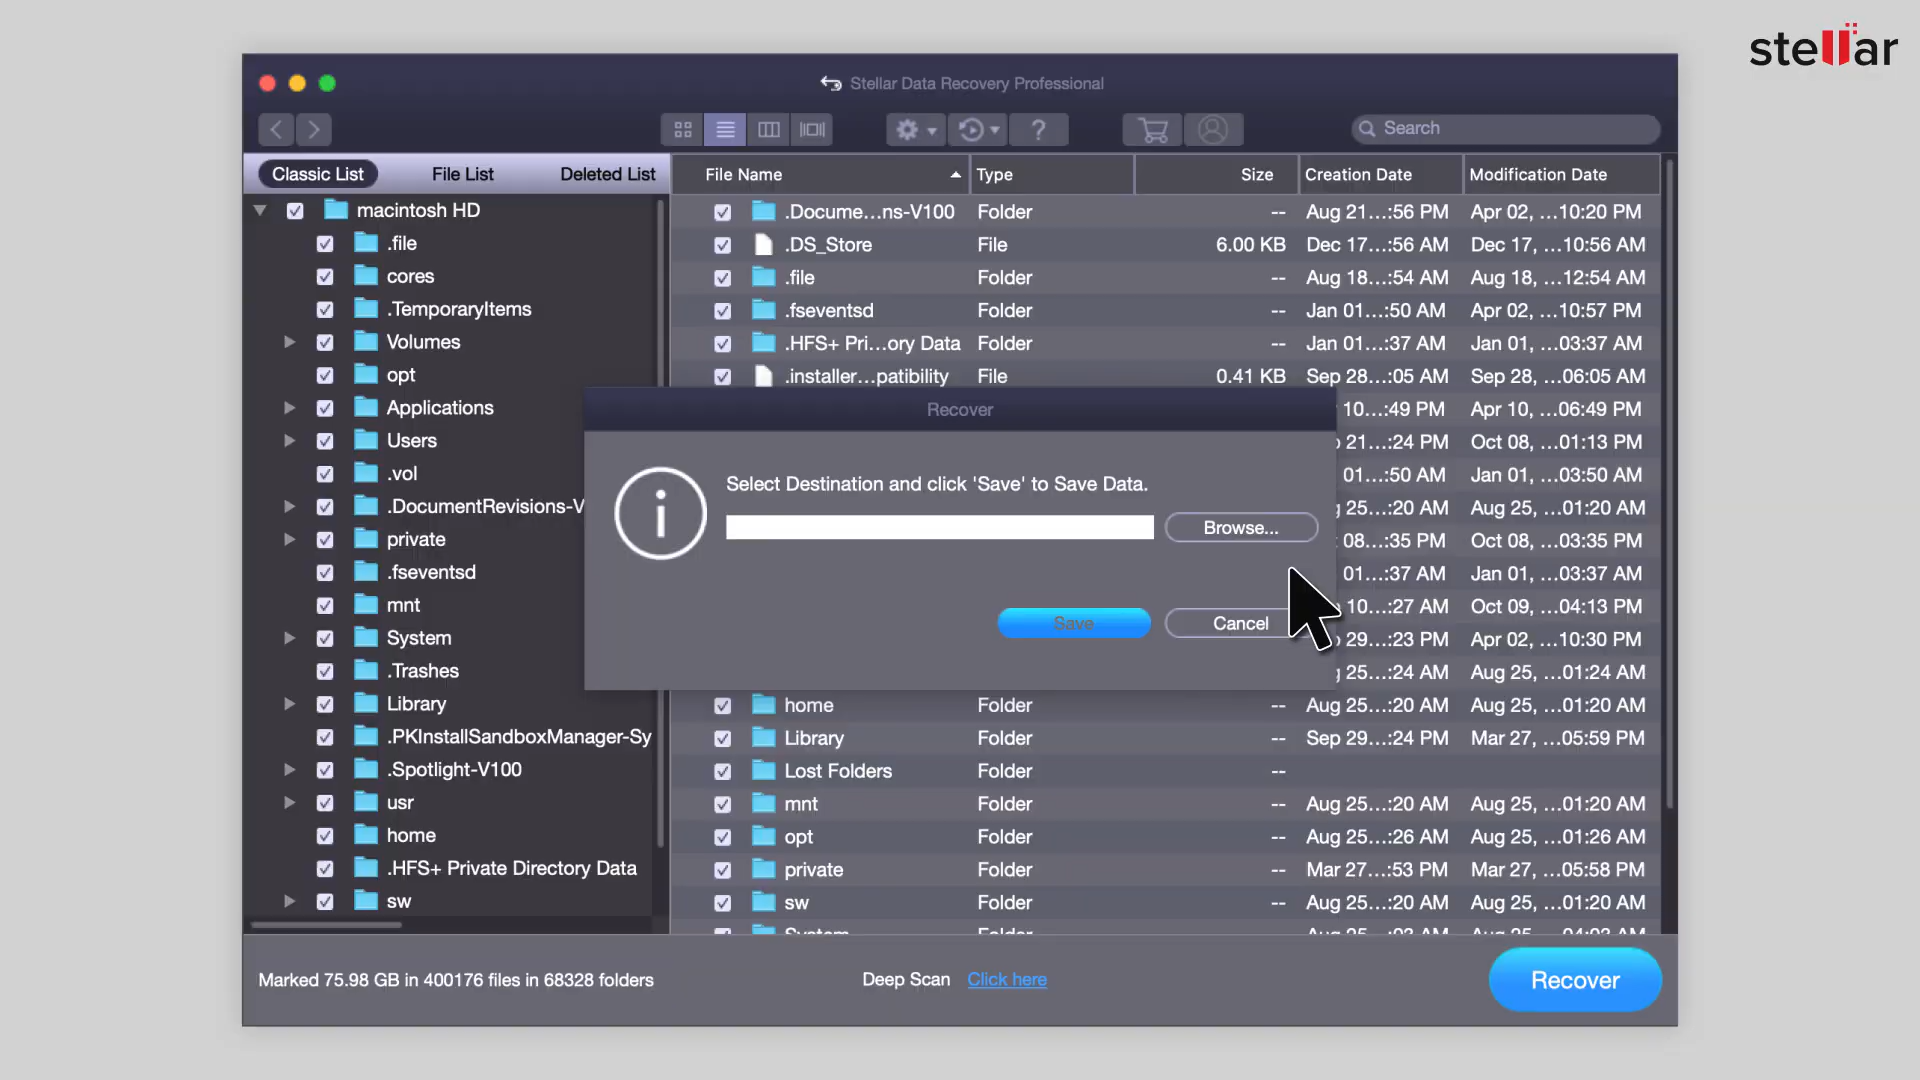 stellar
Stellar Data Recovery Professional
?
Search
Classic List File List Deleted List
File Name Type Size Creation Date Modification Date
macintosh HD
.file
cores
.TemporaryItems
Volumes
opt
Applications
Users
.vol
.DocumentRevisions-V
private
.fseventsd
mnt
System
.Trashes
Library
.PKInstallSandboxManager-Sy
.Spotlight-V100
usr
home
.HFS+ Private Directory Data
sw
.Docume...ns-V100 Folder -- Aug 21...:56 PM Apr 02, ...10:20 PM
.DS_Store File 6.00 KB Dec 17...:56 AM Dec 17, ...10:56 AM
.file Folder -- Aug 18...:54 AM Aug 18, ...12:54 AM
.fseventsd Folder -- Jan 01...:50 AM Apr 02, ...10:57 PM
.HFS+ Pri...ory Data Folder -- Jan 01...:37 AM Jan 01, ...03:37 AM
.installer...patibility File 0.41 KB Sep 28...:05 AM Sep 28, ...06:05 AM
10...:49 PM Apr 10, ...06:49 PM
21...:24 PM Oct 08, ...01:13 PM
01...:50 AM Jan 01, ...03:50 AM
25...:20 AM Aug 25, ...01:20 AM
08...:35 PM Oct 08, ...03:35 PM
01...:37 AM Jan 01, ...03:37 AM
10...:27 AM Oct 09, ...04:13 PM
29...:23 PM Apr 02, ...10:30 PM
25...:24 AM Aug 25, ...01:24 AM
home Folder -- Aug 25...:20 AM Aug 25, ...01:20 AM
Library Folder -- Sep 29...:24 PM Mar 27, ...05:59 PM
Lost Folders Folder --
mnt Folder -- Aug 25...:20 AM Aug 25, ...01:20 AM
opt Folder -- Aug 25...:26 AM Aug 25, ...01:26 AM
private Folder -- Mar 27...:53 PM Mar 27, ...05:58 PM
sw Folder -- Aug 25...:20 AM Aug 25, ...01:20 AM
System Folder
Recover
Select Destination and click 'Save' to Save Data.
Browse...
Save Cancel
Marked 75.98 GB in 400176 files in 68328 folders
Deep Scan Click here
Recover